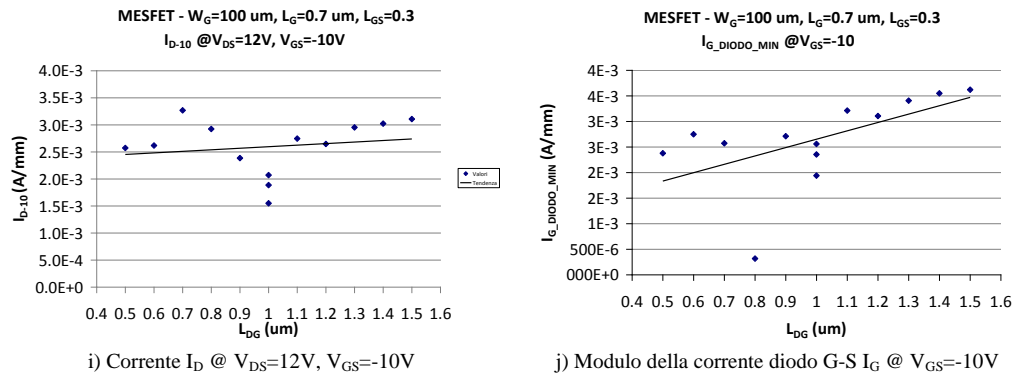 MESFET - WG=100 um, LG=0.7 um, LGS=0.3
ID-10 @VDS=12V, VGS=-10V
4.0E-3
3.5E-3
3.0E-3
2.5E-3
2.0E-3
1.5E-3
1.0E-3
5.0E-4
0.0E+0
ID-10 (A/mm)
0.4 0.5 0.6 0.7 0.8 0.9 1 1.1 1.2 1.3 1.4 1.5 1.6
LDG (um)
Valori
Tendenza
i) Corrente ID @ VDS=12V, VGS=-10V
MESFET - WG=100 um, LG=0.7 um, LGS=0.3
IG_DIODO_MIN @VGS=-10
4E-3
4E-3
3E-3
3E-3
2E-3
2E-3
1E-3
500E-6
000E+0
IG_DIODO_MIN (A/mm)
0.4 0.5 0.6 0.7 0.8 0.9 1 1.1 1.2 1.3 1.4 1.5 1.6
LDG (um)
j) Modulo della corrente diodo G-S IG @ VGS=-10V